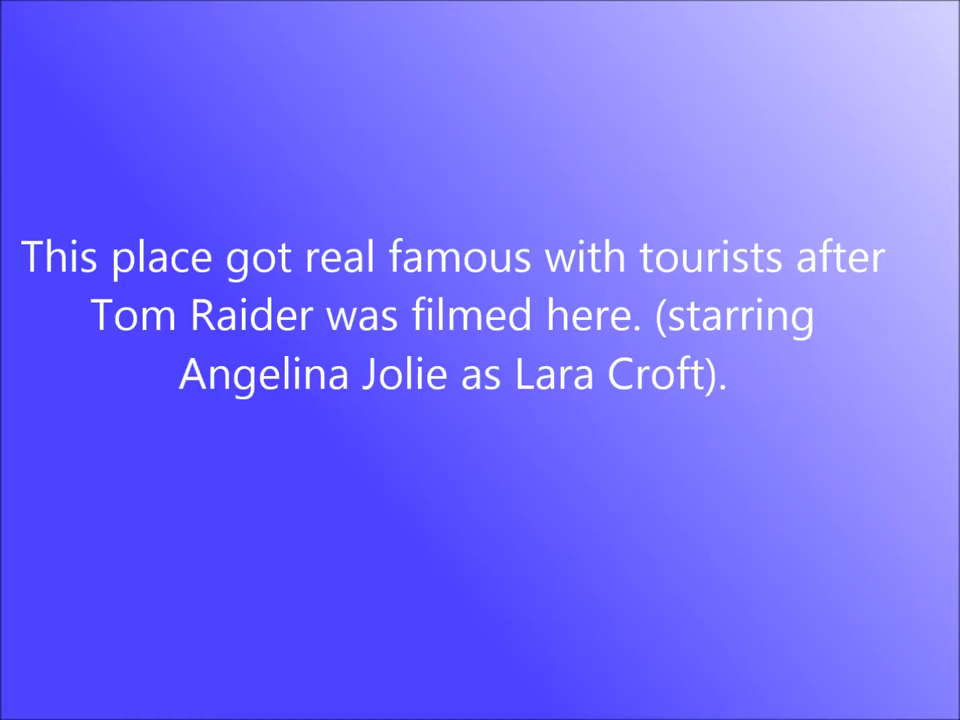 This place got real famous with tourists after
Tom Raider was filmed here. (starring
Angelina Jolie as Lara Croft).